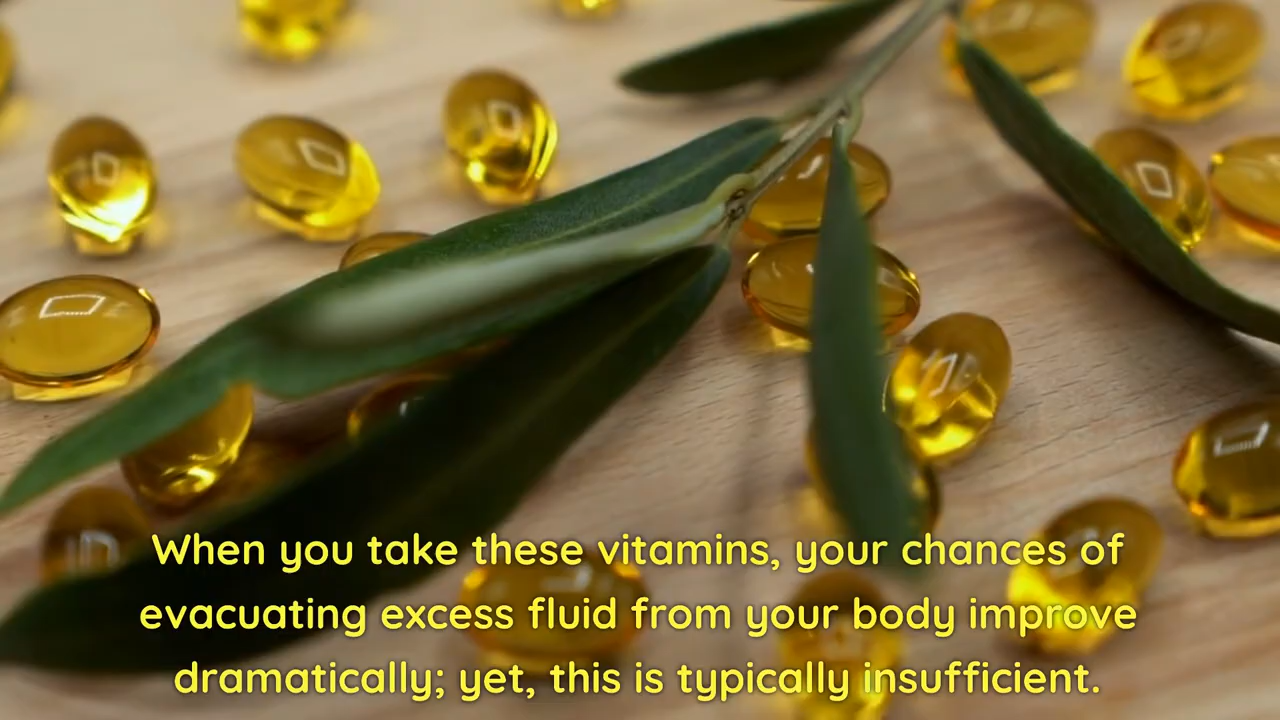 When you take these vitamins, your chances of
evacuating excess fluid from your body improve
dramatically; yet, this is typically insufficient.